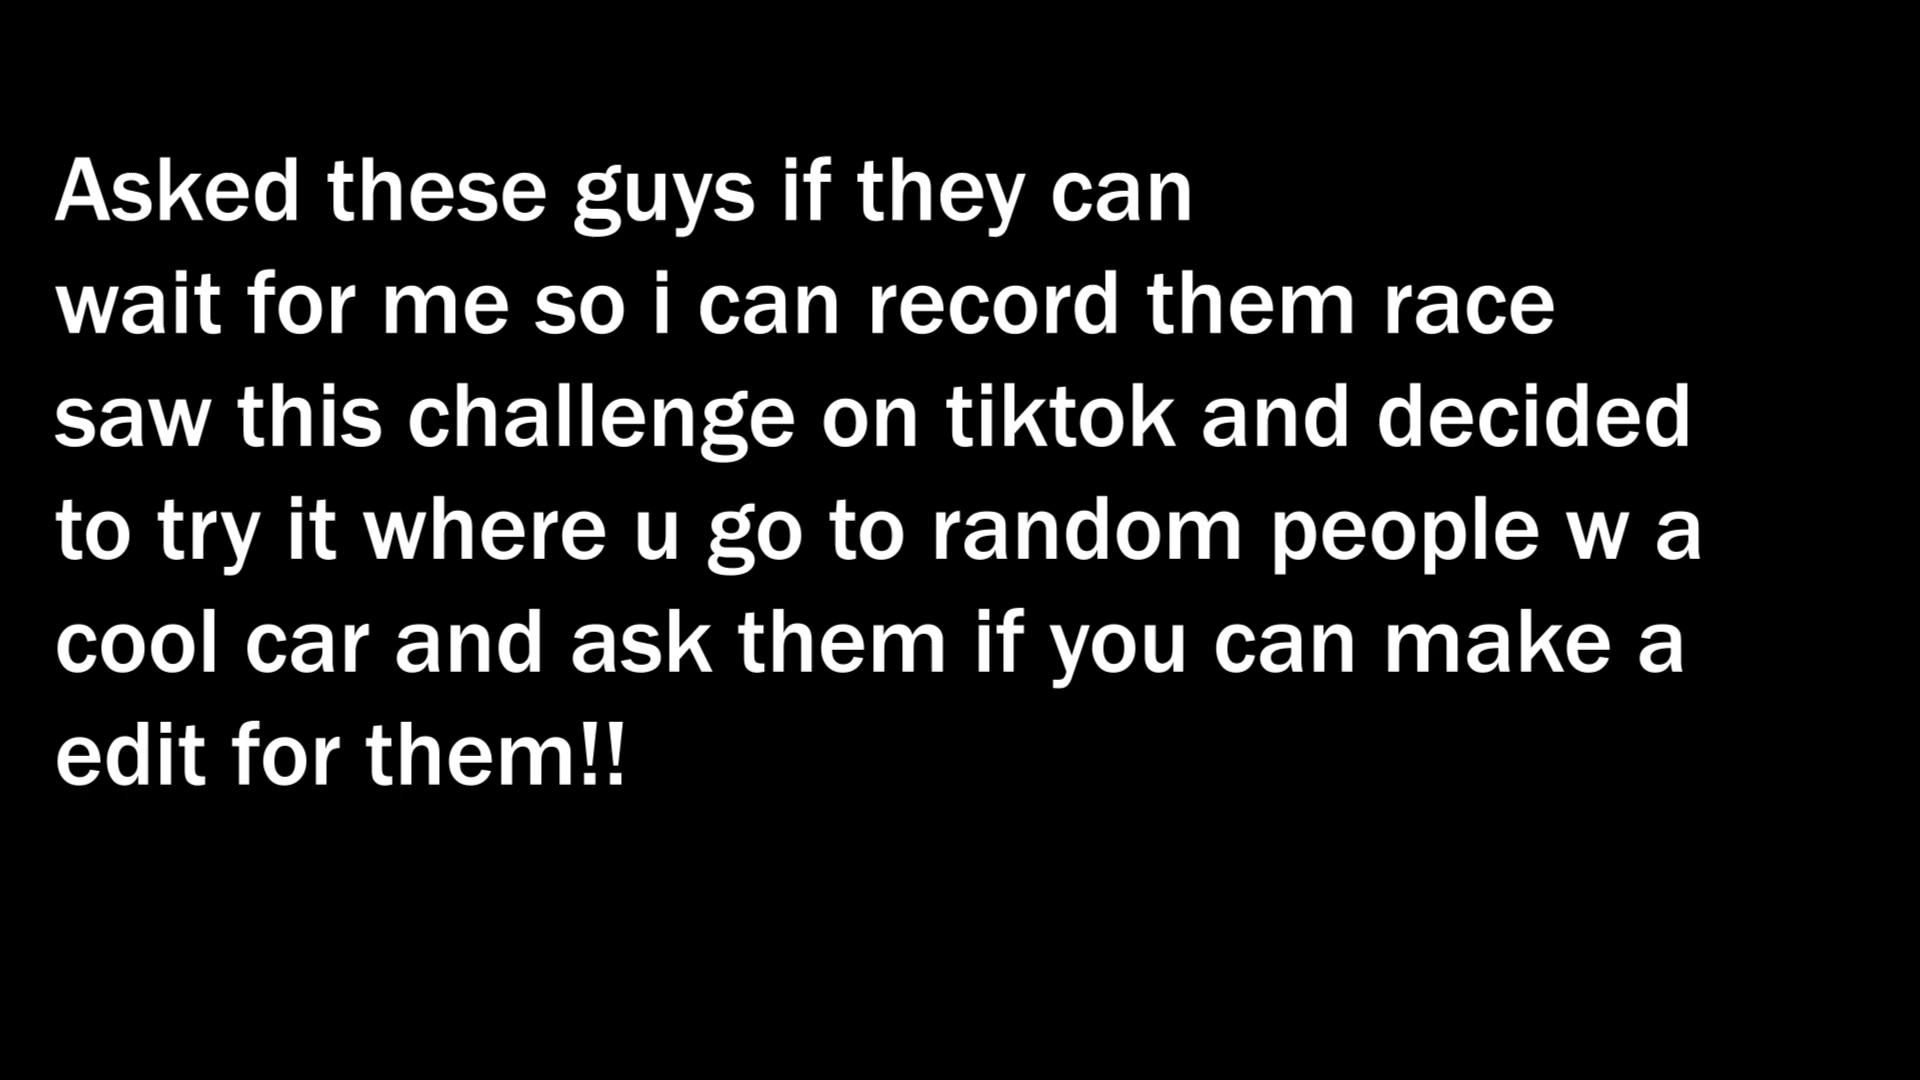 Asked these guys if they can
wait for me so i can record them race
saw this challenge on tiktok and decided
to try it where u go to random people w a
cool car and ask them if you can make a
edit for them!!